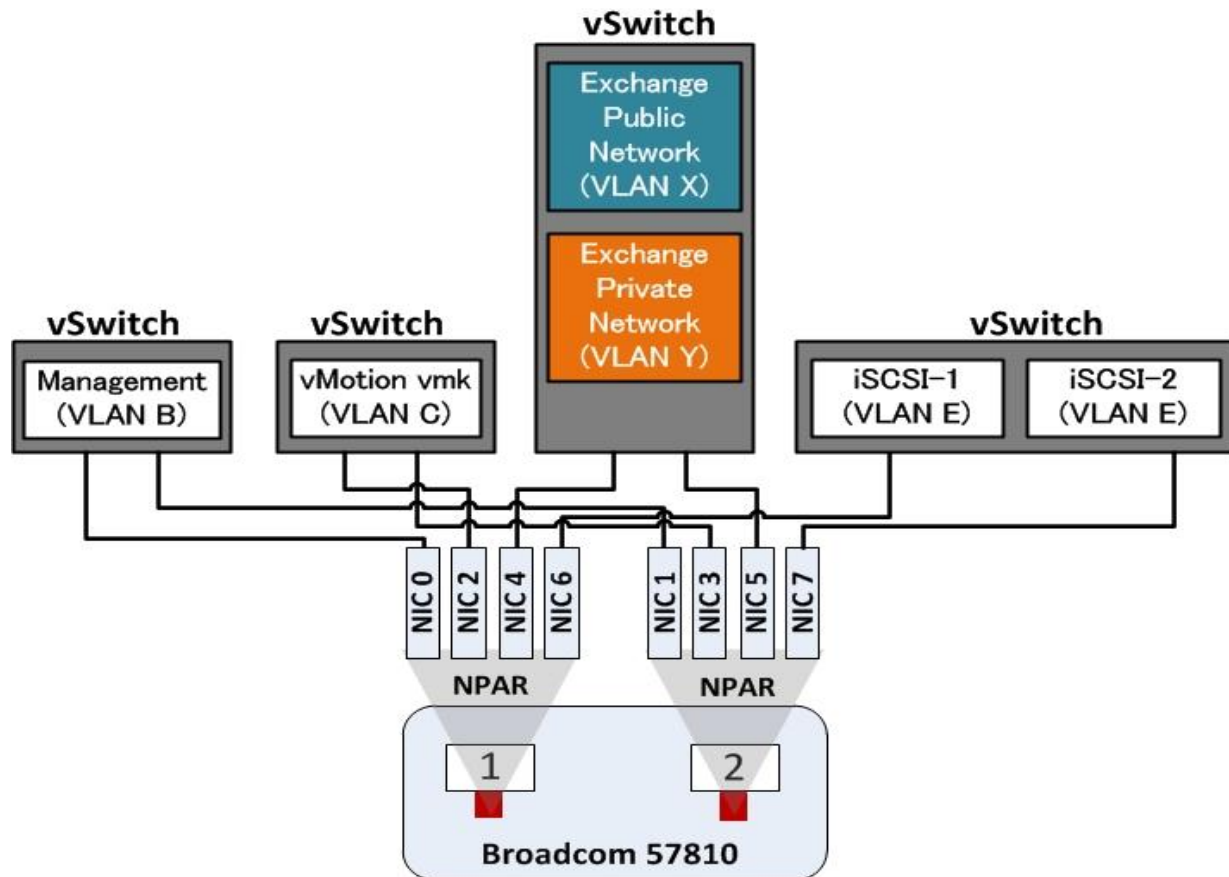 vSwitch
Exchange
Public
Network
(VLAN X)
Exchange
Private
Network
(VLAN Y)
vSwitch
Management
(VLAN B)
vSwitch
vMotion vmk
(VLAN C)
vSwitch
iSCSI-1
(VLAN E)
iSCSI-2
(VLAN E)
NIC 0
NIC 2
NIC 4
NIC 6
NIC 1
NIC 3
NIC 5
NIC 7
NPAR
NPAR
1
2
Broadcom 57810